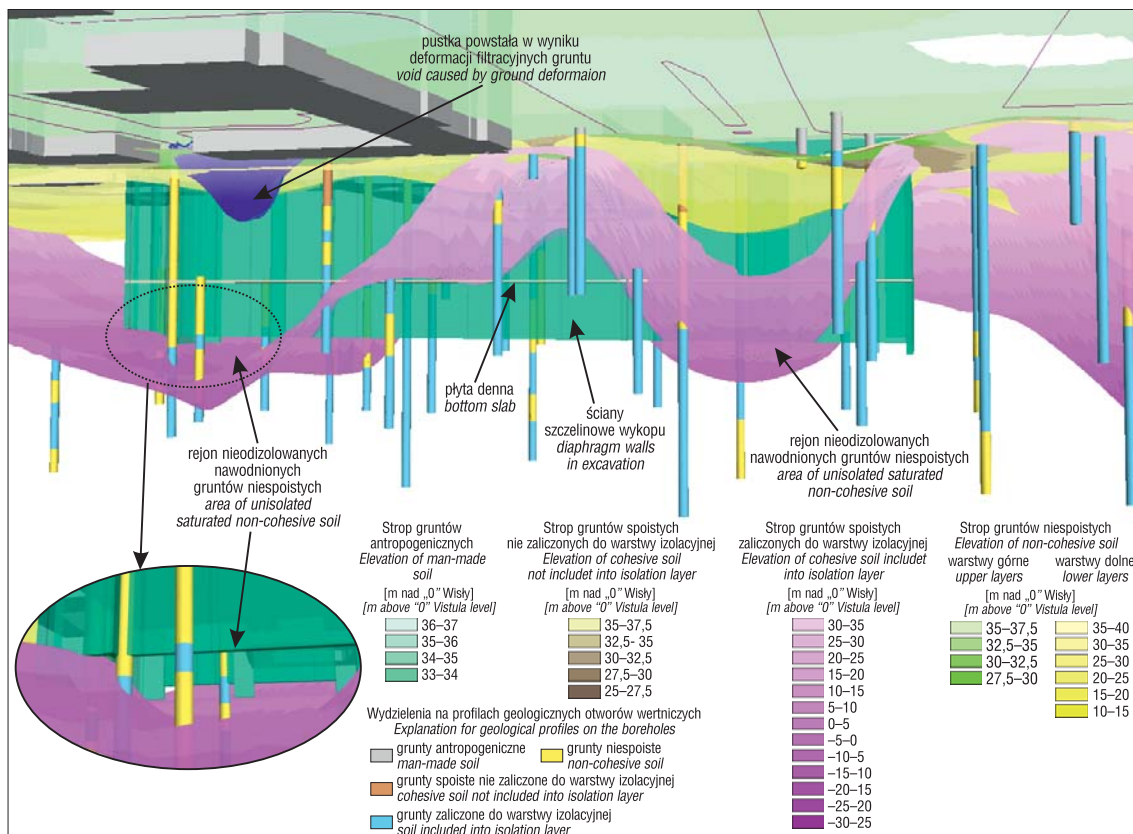 pustka powstała w wyniku
deformacji filtracyjnych gruntu
void caused by ground deformaion
płyta denna
bottom slab
ściany
szczelinowe wykopu
diaphragm walls
in excavation
rejon nieodizolowanych
nawodnionych gruntów niespoistych
area of unisolated saturated
non-cohesive soil
rejon nieodizolowanych
nawodnionych
gruntów niespoistych
area of unisolated
saturated non-cohesive soil
Strop gruntów
antropogenicznych
Elevation of man-made
soil
[m nad „0” Wisły]
[m above “0” Vistula level]
36–37
35–36
34–35
33–34
Strop gruntów spoistych
nie zaliczonych do warstwy izolacyjnej
Elevation of cohesive soil
not includet into isolation layer
[m nad „0” Wisły]
[m above “0” Vistula level]
35–37,5
32,5- 35
30–32,5
27,5–30
25–27,5
Strop gruntów spoistych
zaliczonych do warstwy izolacyjnej
Elevation of cohesive soil includet
into isolation layer
[m nad „0” Wisły]
[m above “0” Vistula level]
30–35
25–30
20–25
15–20
10–15
5–10
0–5
–5–0
–10–5
–15–10
–20–15
–25–20
–30–25
Strop gruntów niespoistych
Elevation of non-cohesive soil
warstwy górne warstwy dolne
upper layers lower layers
[m nad „0” Wisły]
[m above “0” Vistula level]
35–37,5
32,5–35
30–32,5
27,5–30
35–40
30–35
25–30
20–25
15–20
10–15
Wydzielenia na profilach geologicznych otworów wertniczych
Explanation for geological profiles on the boreholes
grunty antropogeniczne
man-made soil
grunty niespoiste
non-cohesive soil
grunty spoiste nie zaliczone do warstwy izolacyjnej
cohesive soil not included into isolation layer
grunty zaliczone do warstwy izolacyjnej
soil included into isolation layer